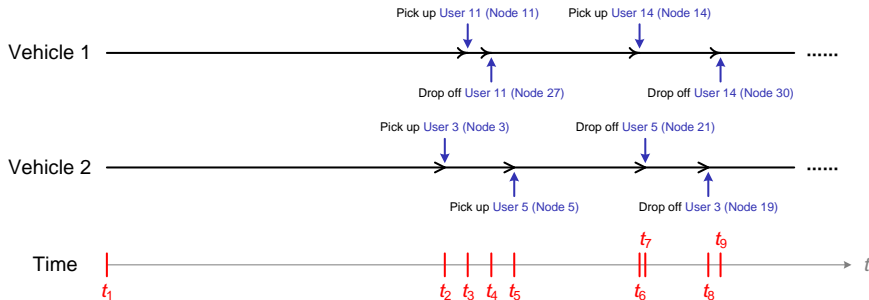 Pick up User 11 (Node 11) Pick up User 14 (Node 14)
Vehicle 1 ......
Drop off User 11 (Node 27) Drop off User 14 (Node 30)
Pick up User 3 (Node 3) Drop off User 5 (Node 21)
Vehicle 2 ......
Pick up User 5 (Node 5) Drop off User 3 (Node 19)
t7 t9
Time t
t1 t2 t3 t4 t5 t6 t8